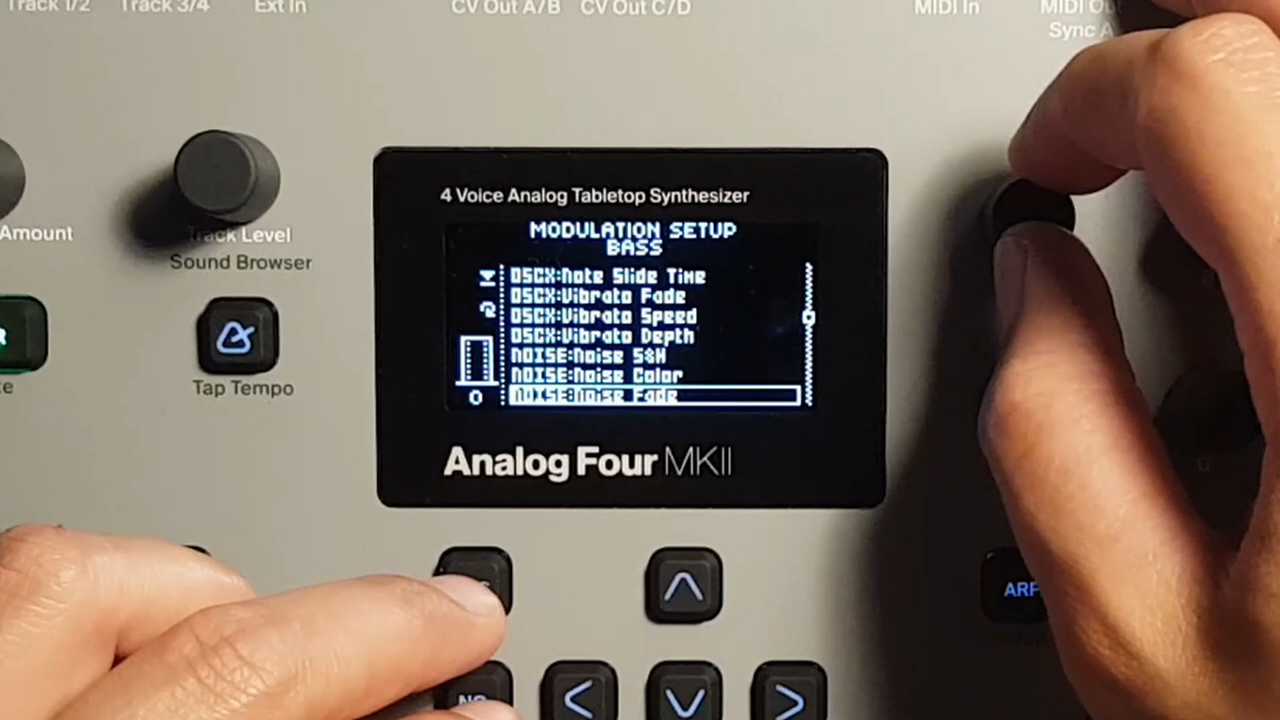 Track 1/2 Track 3/4 Ext In CV Out A/B CV Out C/D MIDI In MIDI Ou
Sync A
4 Voice Analog Tabletop Synthesizer
MODULATION SETUP
BASS
Amount Track Level
Sound Browser
OSCX:Note Slide Time
OSCX:Vibrato Fade
OSCX:Vibrato Speed
OSCX:Vibrato Depth
NOISE:Noise S&H
NOISE:Noise Color
NOISE:Noise Fade
0
Tap Tempo
Analog Four MKII
ARP
NO